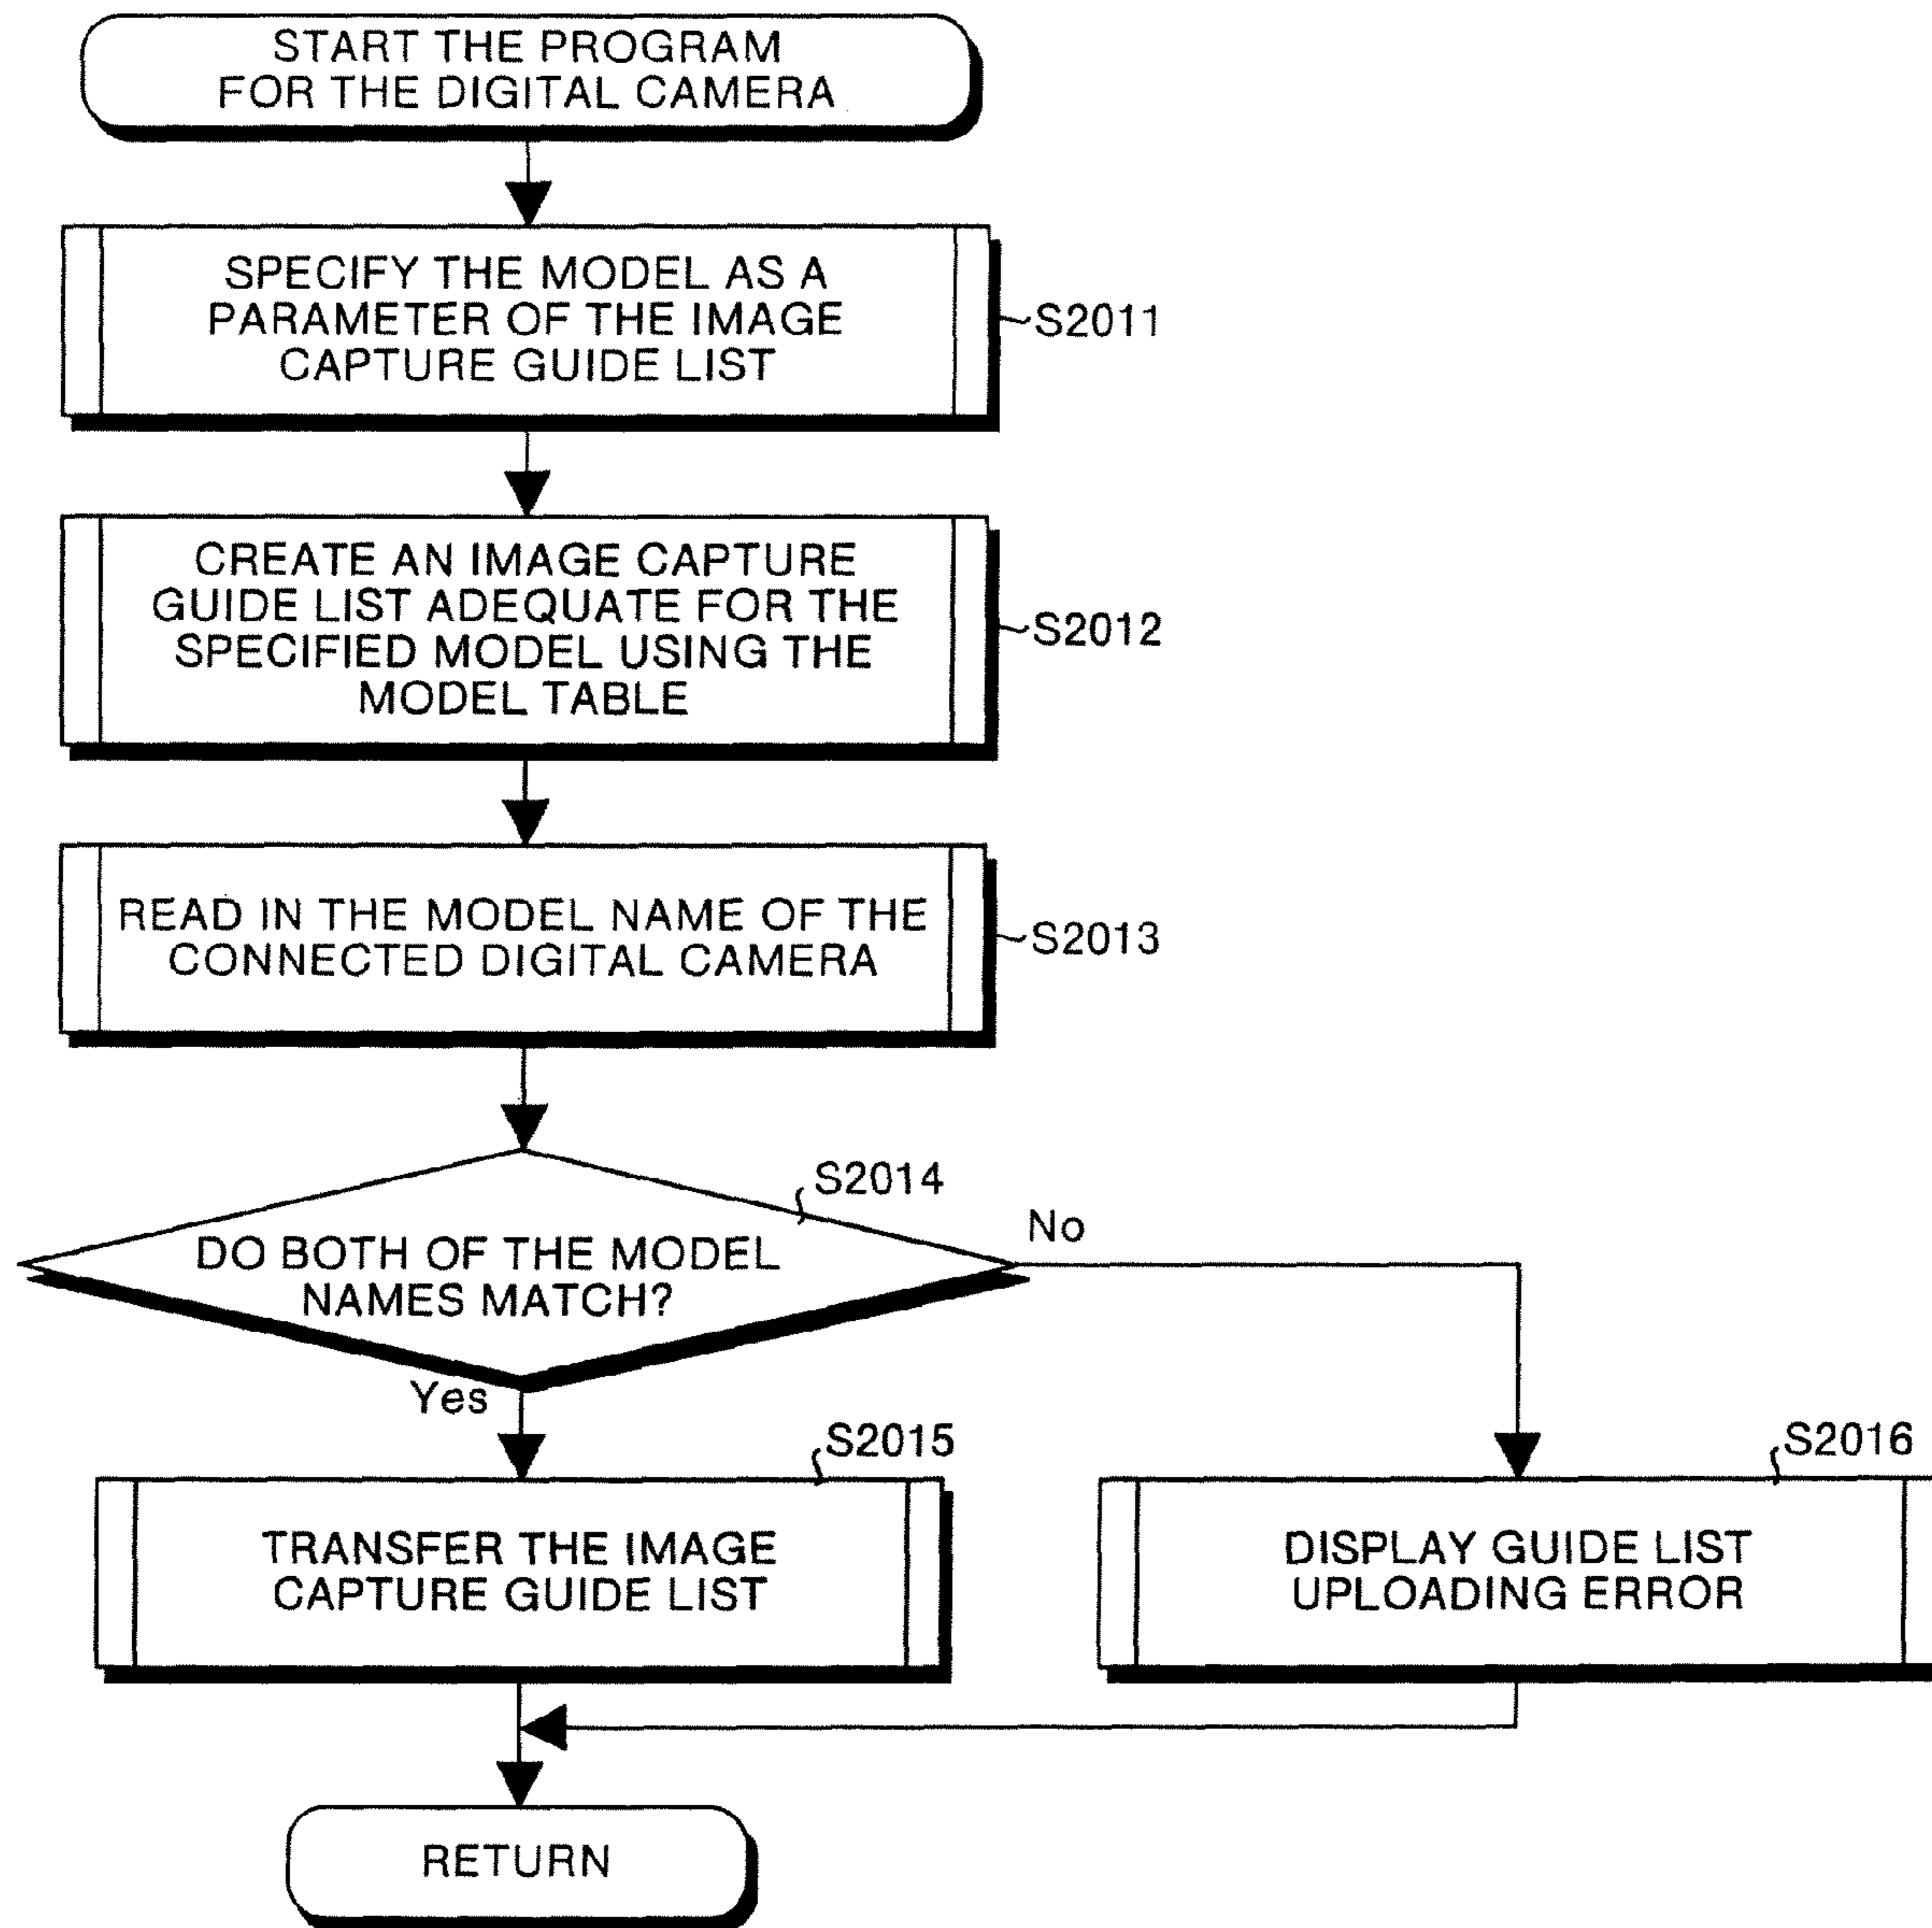 START THE PROGRAM
FOR THE DIGITAL CAMERA
SPECIFY THE MODEL AS A
PARAMETER OF THE IMAGE
CAPTURE GUIDE LIST
S2011
CREATE AN IMAGE CAPTURE
GUIDE LIST ADEQUATE FOR THE
SPECIFIED MODEL USING THE
MODEL TABLE
S2012
READ IN THE MODEL NAME OF THE
CONNECTED DIGITAL CAMERA
S2013
S2014
DO BOTH OF THE MODEL
NAMES MATCH?
No
Yes
S2015
TRANSFER THE IMAGE
CAPTURE GUIDE LIST
S2016
DISPLAY GUIDE LIST
UPLOADING ERROR
RETURN